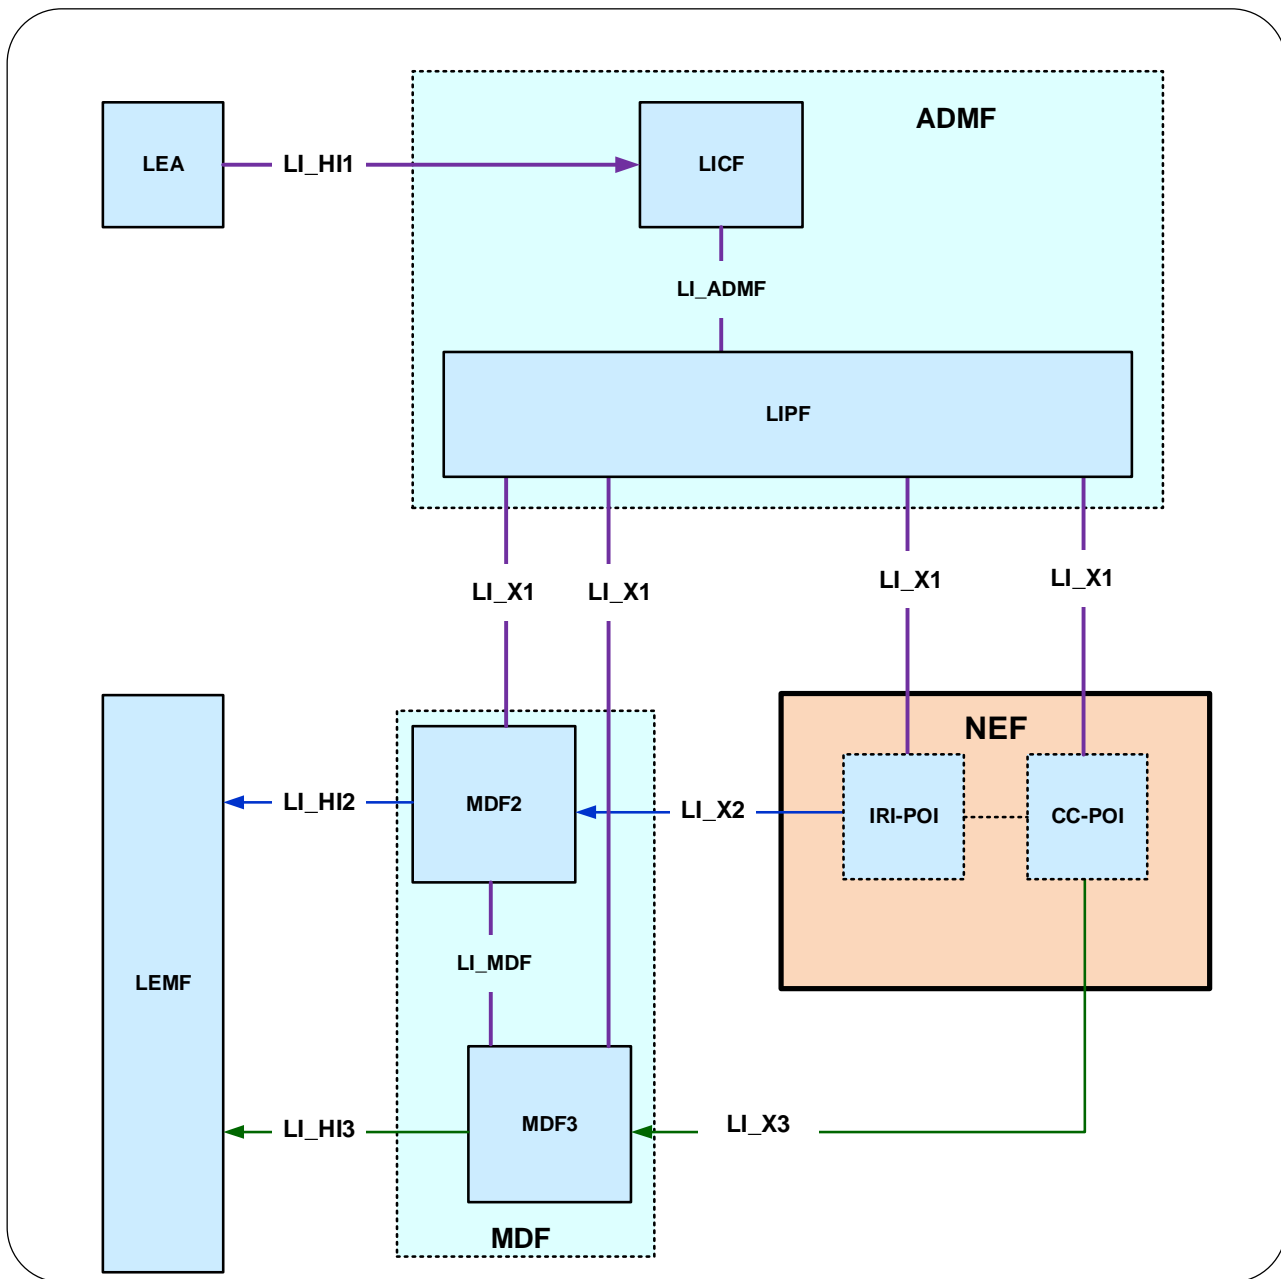 ADMF
LEA
LI_HI1
LICF
LI_ADMF
LIPF
LI_X1
LI_X1
LI_X1
LI_X1
NEF
LI_HI2
MDF2
LI_X2
IRI-POI
CC-POI
LI_MDF
LEMF
LI_HI3
MDF3
LI_X3
MDF